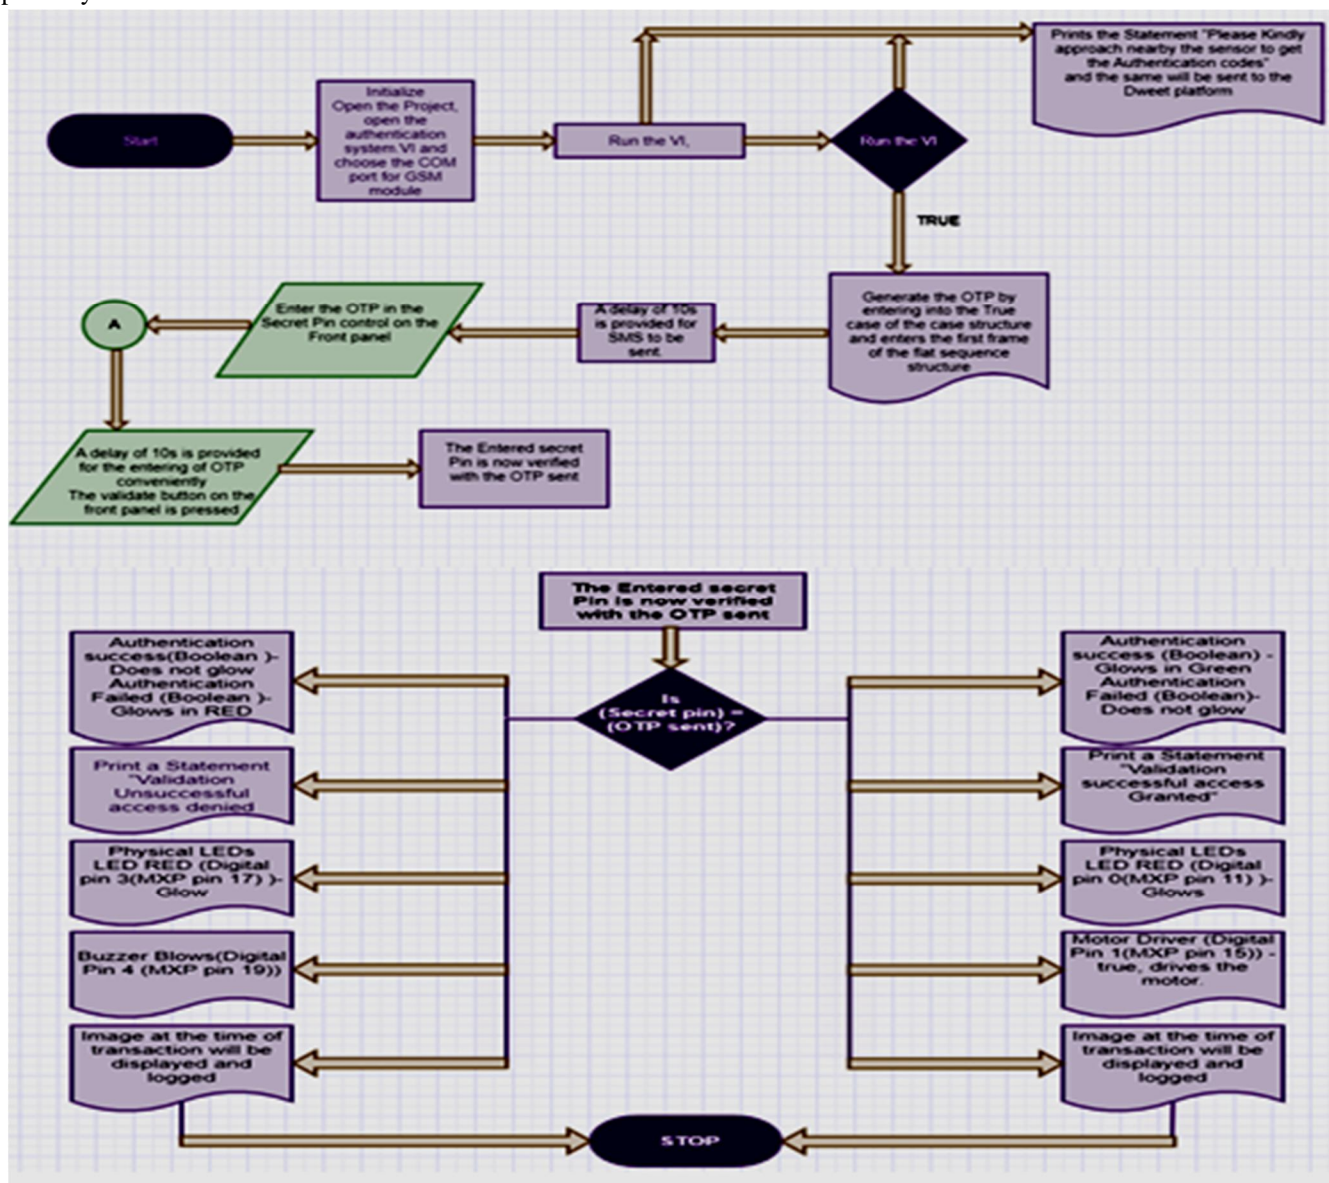 Start
Initialize
Open the Project,
open the
authentication
system.VI and
choose the COM
port for GSM
module
Run the VI,
Run the VI
Prints the Statement "Please Kindly
approach nearby the sensor to get
the Authentication codes"
and the same will be sent to the
Dweet platform
TRUE
Generate the OTP by
entering into the True
case of the case structure
and enters the first frame
of the flat sequence
structure
A delay of 10s
is provided for
SMS to be
sent.
Enter the OTP in the
Secret Pin control on the
Front panel
A
A delay of 10s is provided
for the entering of OTP
conveniently
The validate button on the
front panel is pressed
The Entered secret
Pin is now verified
with the OTP sent
The Entered secret
Pin is now verified
with the OTP sent
Is
(Secret pin) =
(OTP sent)?
Authentication
success(Boolean )-
Does not glow
Authentication
Failed (Boolean )-
Glows in RED
Print a Statement
"Validation
Unsuccessful
access denied
Physical LEDs
LED RED (Digital
pin 3(MXP pin 17) )-
Glow
Buzzer Blows(Digital
Pin 4 (MXP pin 19))
Image at the time of
transaction will be
displayed and
logged
Authentication
success (Boolean) -
Glows in Green
Authentication
Failed (Boolean)-
Does not glow
Print a Statement
"Validation
successful access
Granted"
Physical LEDs
LED RED (Digital
pin 0(MXP pin 11) )-
Glows
Motor Driver (Digital
Pin 1(MXP pin 15)) -
true, drives the
motor.
Image at the time of
transaction will be
displayed and
logged
STOP